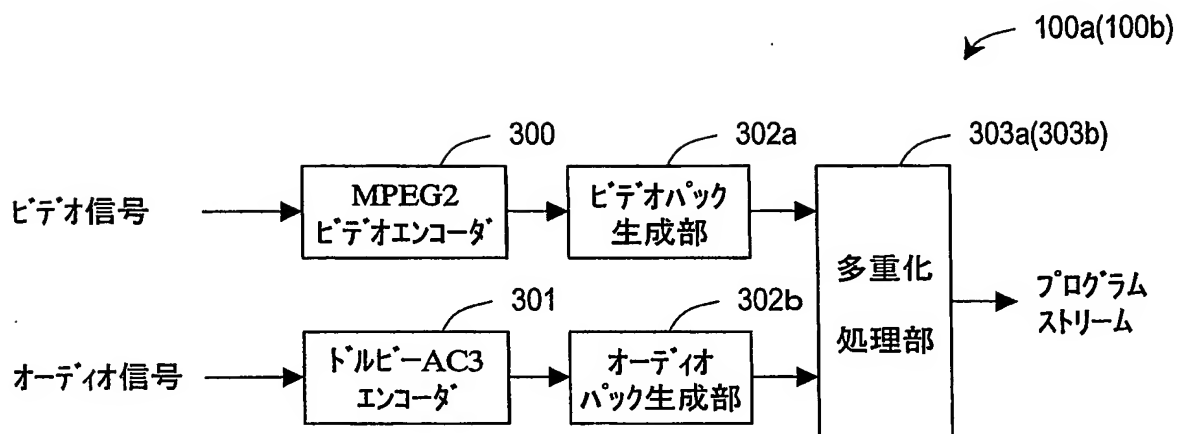 100a(100b)
300
302a
303a(303b)
ビデオ信号
MPEG2
ビデオエンコーダ
ビデオパック
生成部
多重化
処理部
プログラム
ストリーム
301
302b
オーディオ信号
ドルビーAC3
エンコーダ
オーディオ
パック生成部